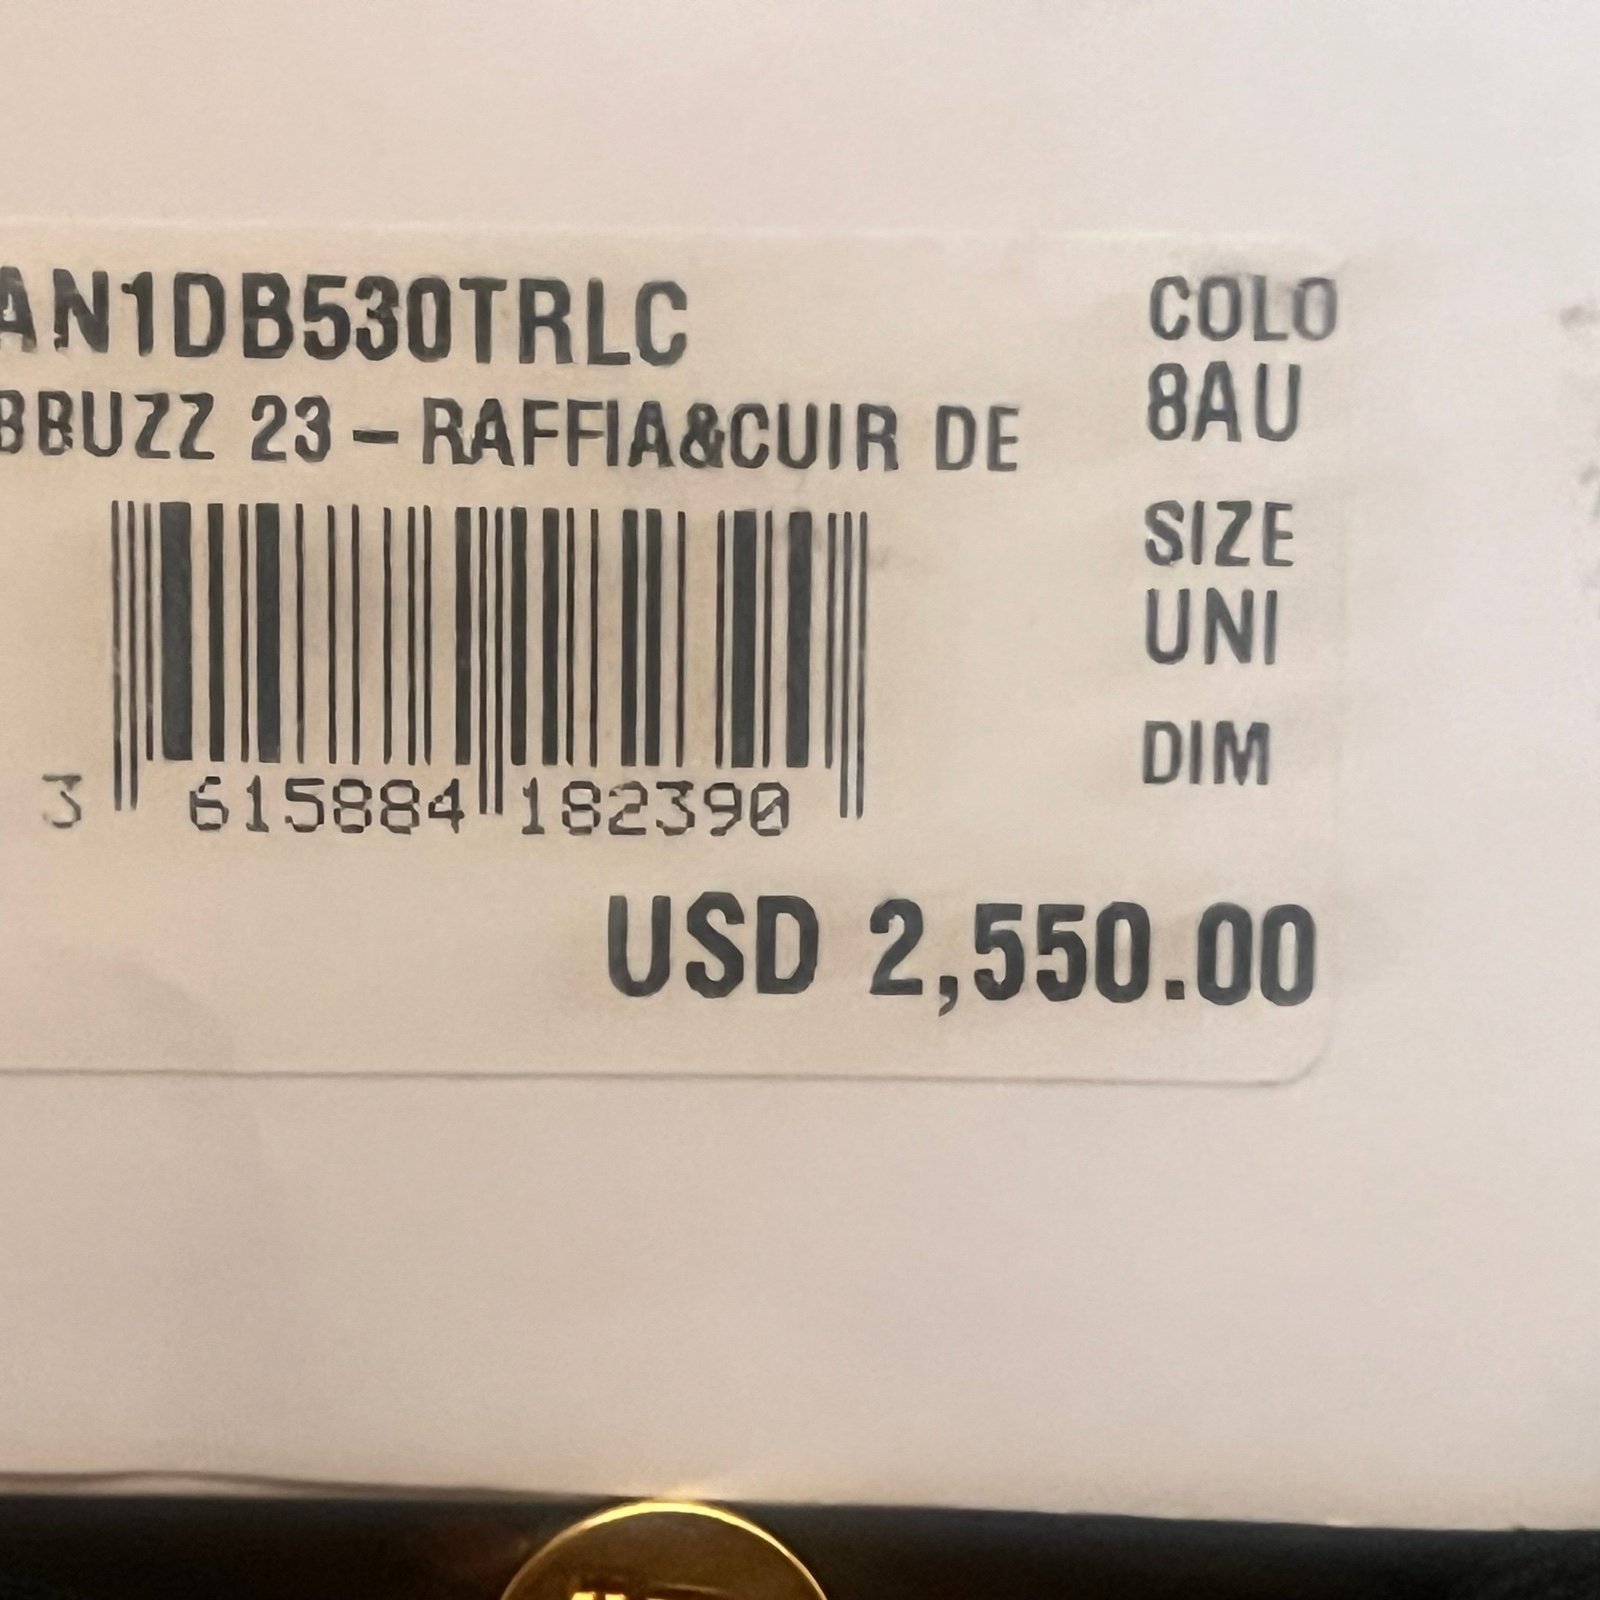 AN1DB530TRLC
BBUZZ 23 - RAFFIA&CUIR DE
3 615884 182390
COLO
8AU
SIZE
UNI
DIM
USD 2,550.00